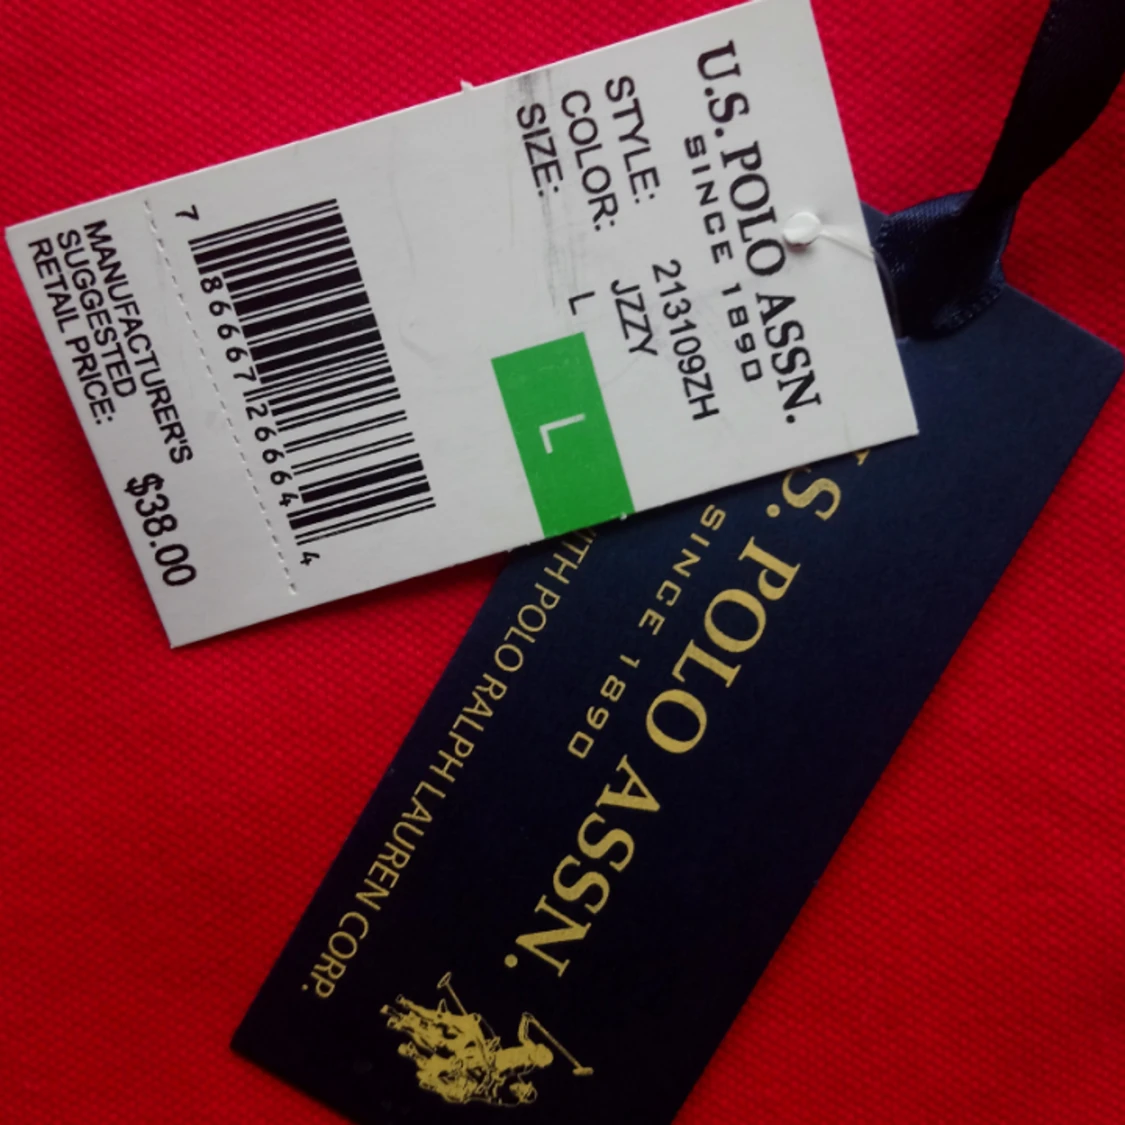 U.S. POLO ASSN.
SINCE 1890
STYLE: 213109ZH
COLOR: JZZY
SIZE: L
L
7 86667 26664 4
MANUFACTURER'S
SUGGESTED
RETAIL PRICE: $38.00
S. POLO ASSN.
SINCE 1890
WITH POLO RALPH LAUREN CORP.